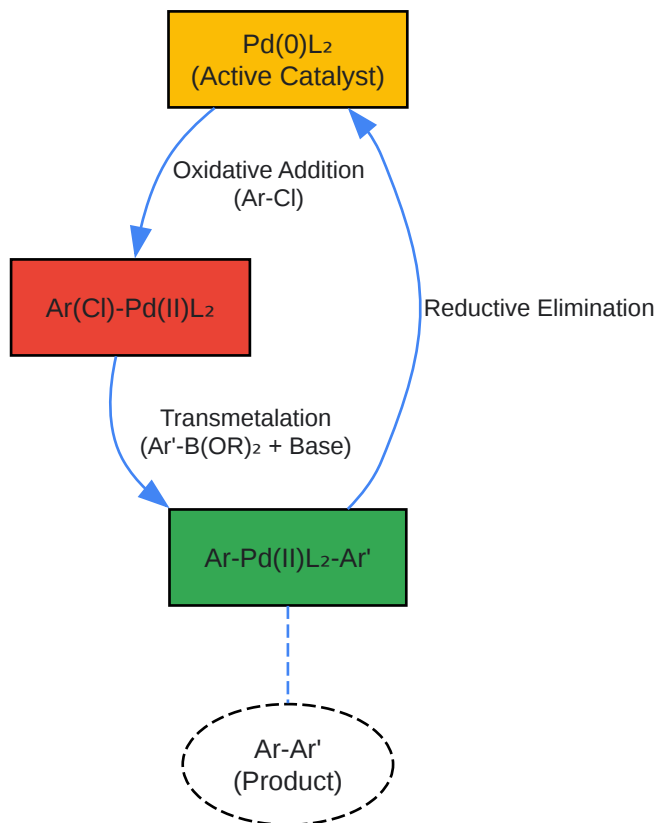 Pd(0)L₂
(Active Catalyst)
Oxidative Addition
(Ar-Cl)
Ar(Cl)-Pd(II)L₂
Reductive Elimination
Transmetalation
(Ar'-B(OR)₂ + Base)
Ar-Pd(II)L₂-Ar'
Ar-Ar'
(Product)